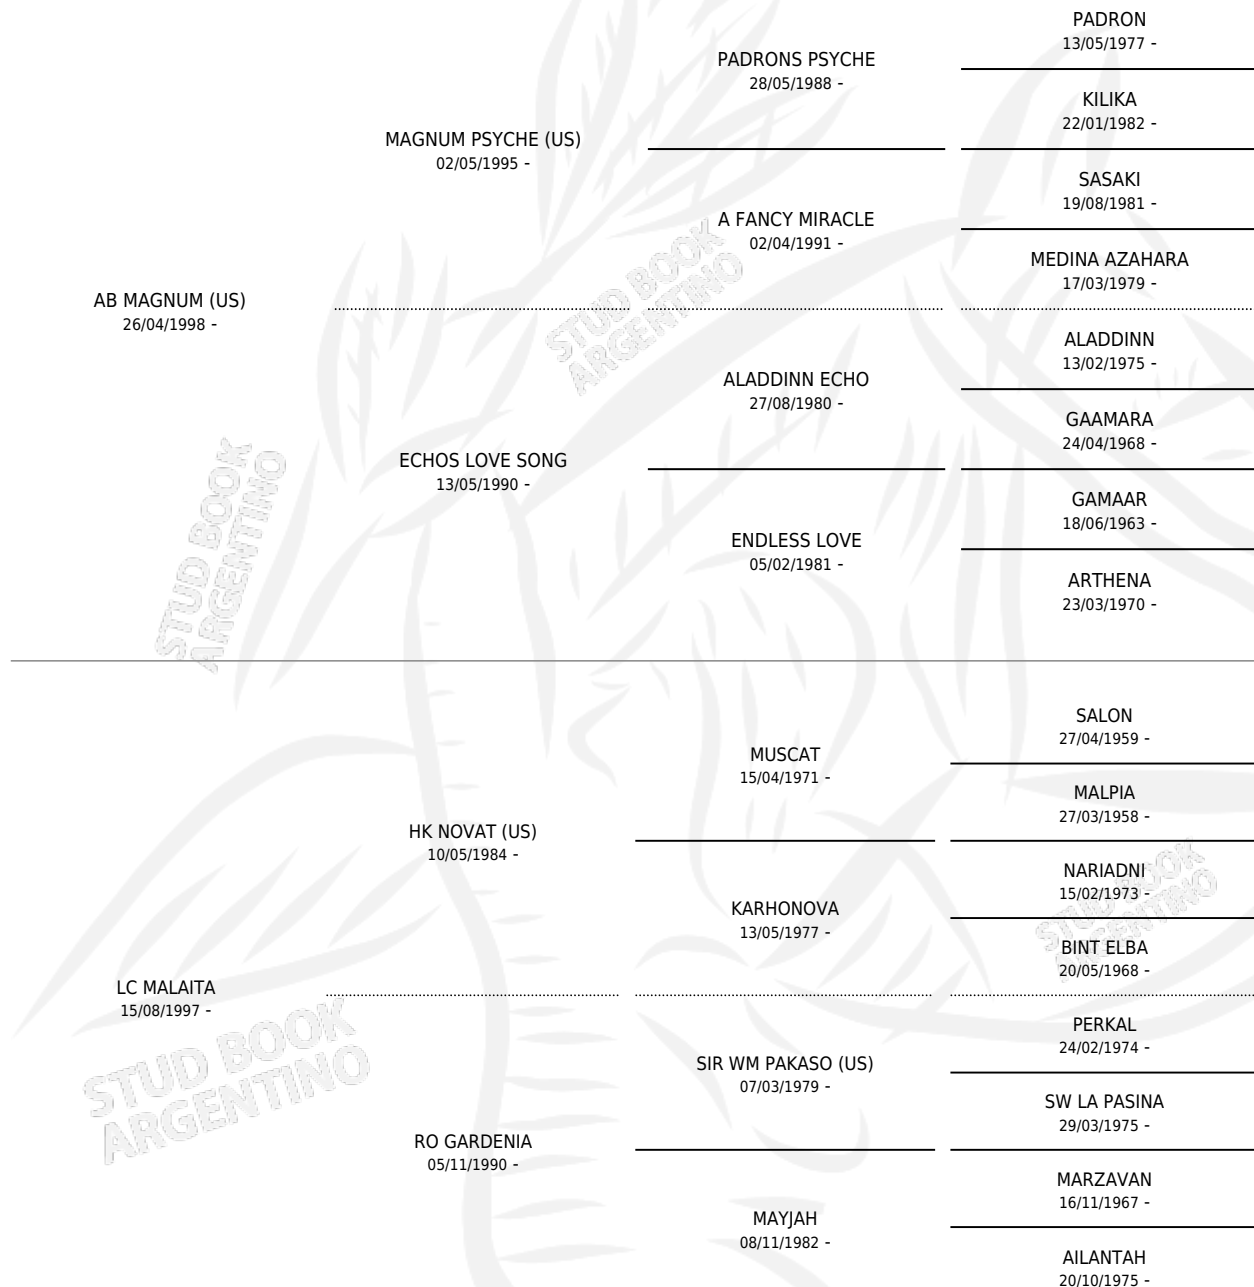 PADRON
13/05/1977 -
PADRONS PSYCHE
28/05/1988 -
KILIKA
22/01/1982 -
MAGNUM PSYCHE (US)
02/05/1995 -
SASAKI
19/08/1981 -
A FANCY MIRACLE
02/04/1991 -
MEDINA AZAHARA
17/03/1979 -
AB MAGNUM (US)
26/04/1998 -
ALADDINN
13/02/1975 -
ALADDINN ECHO
27/08/1980 -
GAAMARA
24/04/1968 -
ECHOS LOVE SONG
13/05/1990 -
GAMAAR
18/06/1963 -
ENDLESS LOVE
05/02/1981 -
ARTHENA
23/03/1970 -
SALON
27/04/1959 -
MUSCAT
15/04/1971 -
MALPIA
27/03/1958 -
HK NOVAT (US)
10/05/1984 -
NARIADNI
15/02/1973 -
KARHONOVA
13/05/1977 -
BINT ELBA
20/05/1968 -
LC MALAITA
15/08/1997 -
PERKAL
24/02/1974 -
SIR WM PAKASO (US)
07/03/1979 -
SW LA PASINA
29/03/1975 -
RO GARDENIA
05/11/1990 -
MARZAVAN
16/11/1967 -
MAYJAH
08/11/1982 -
AILANTAH
20/10/1975 -
STUD BOOK
ARGENTINO
STUD BOOK
ARGENTINO
STUD BOOK
ARGENTINO
STUD BOOK
ARGENTINO